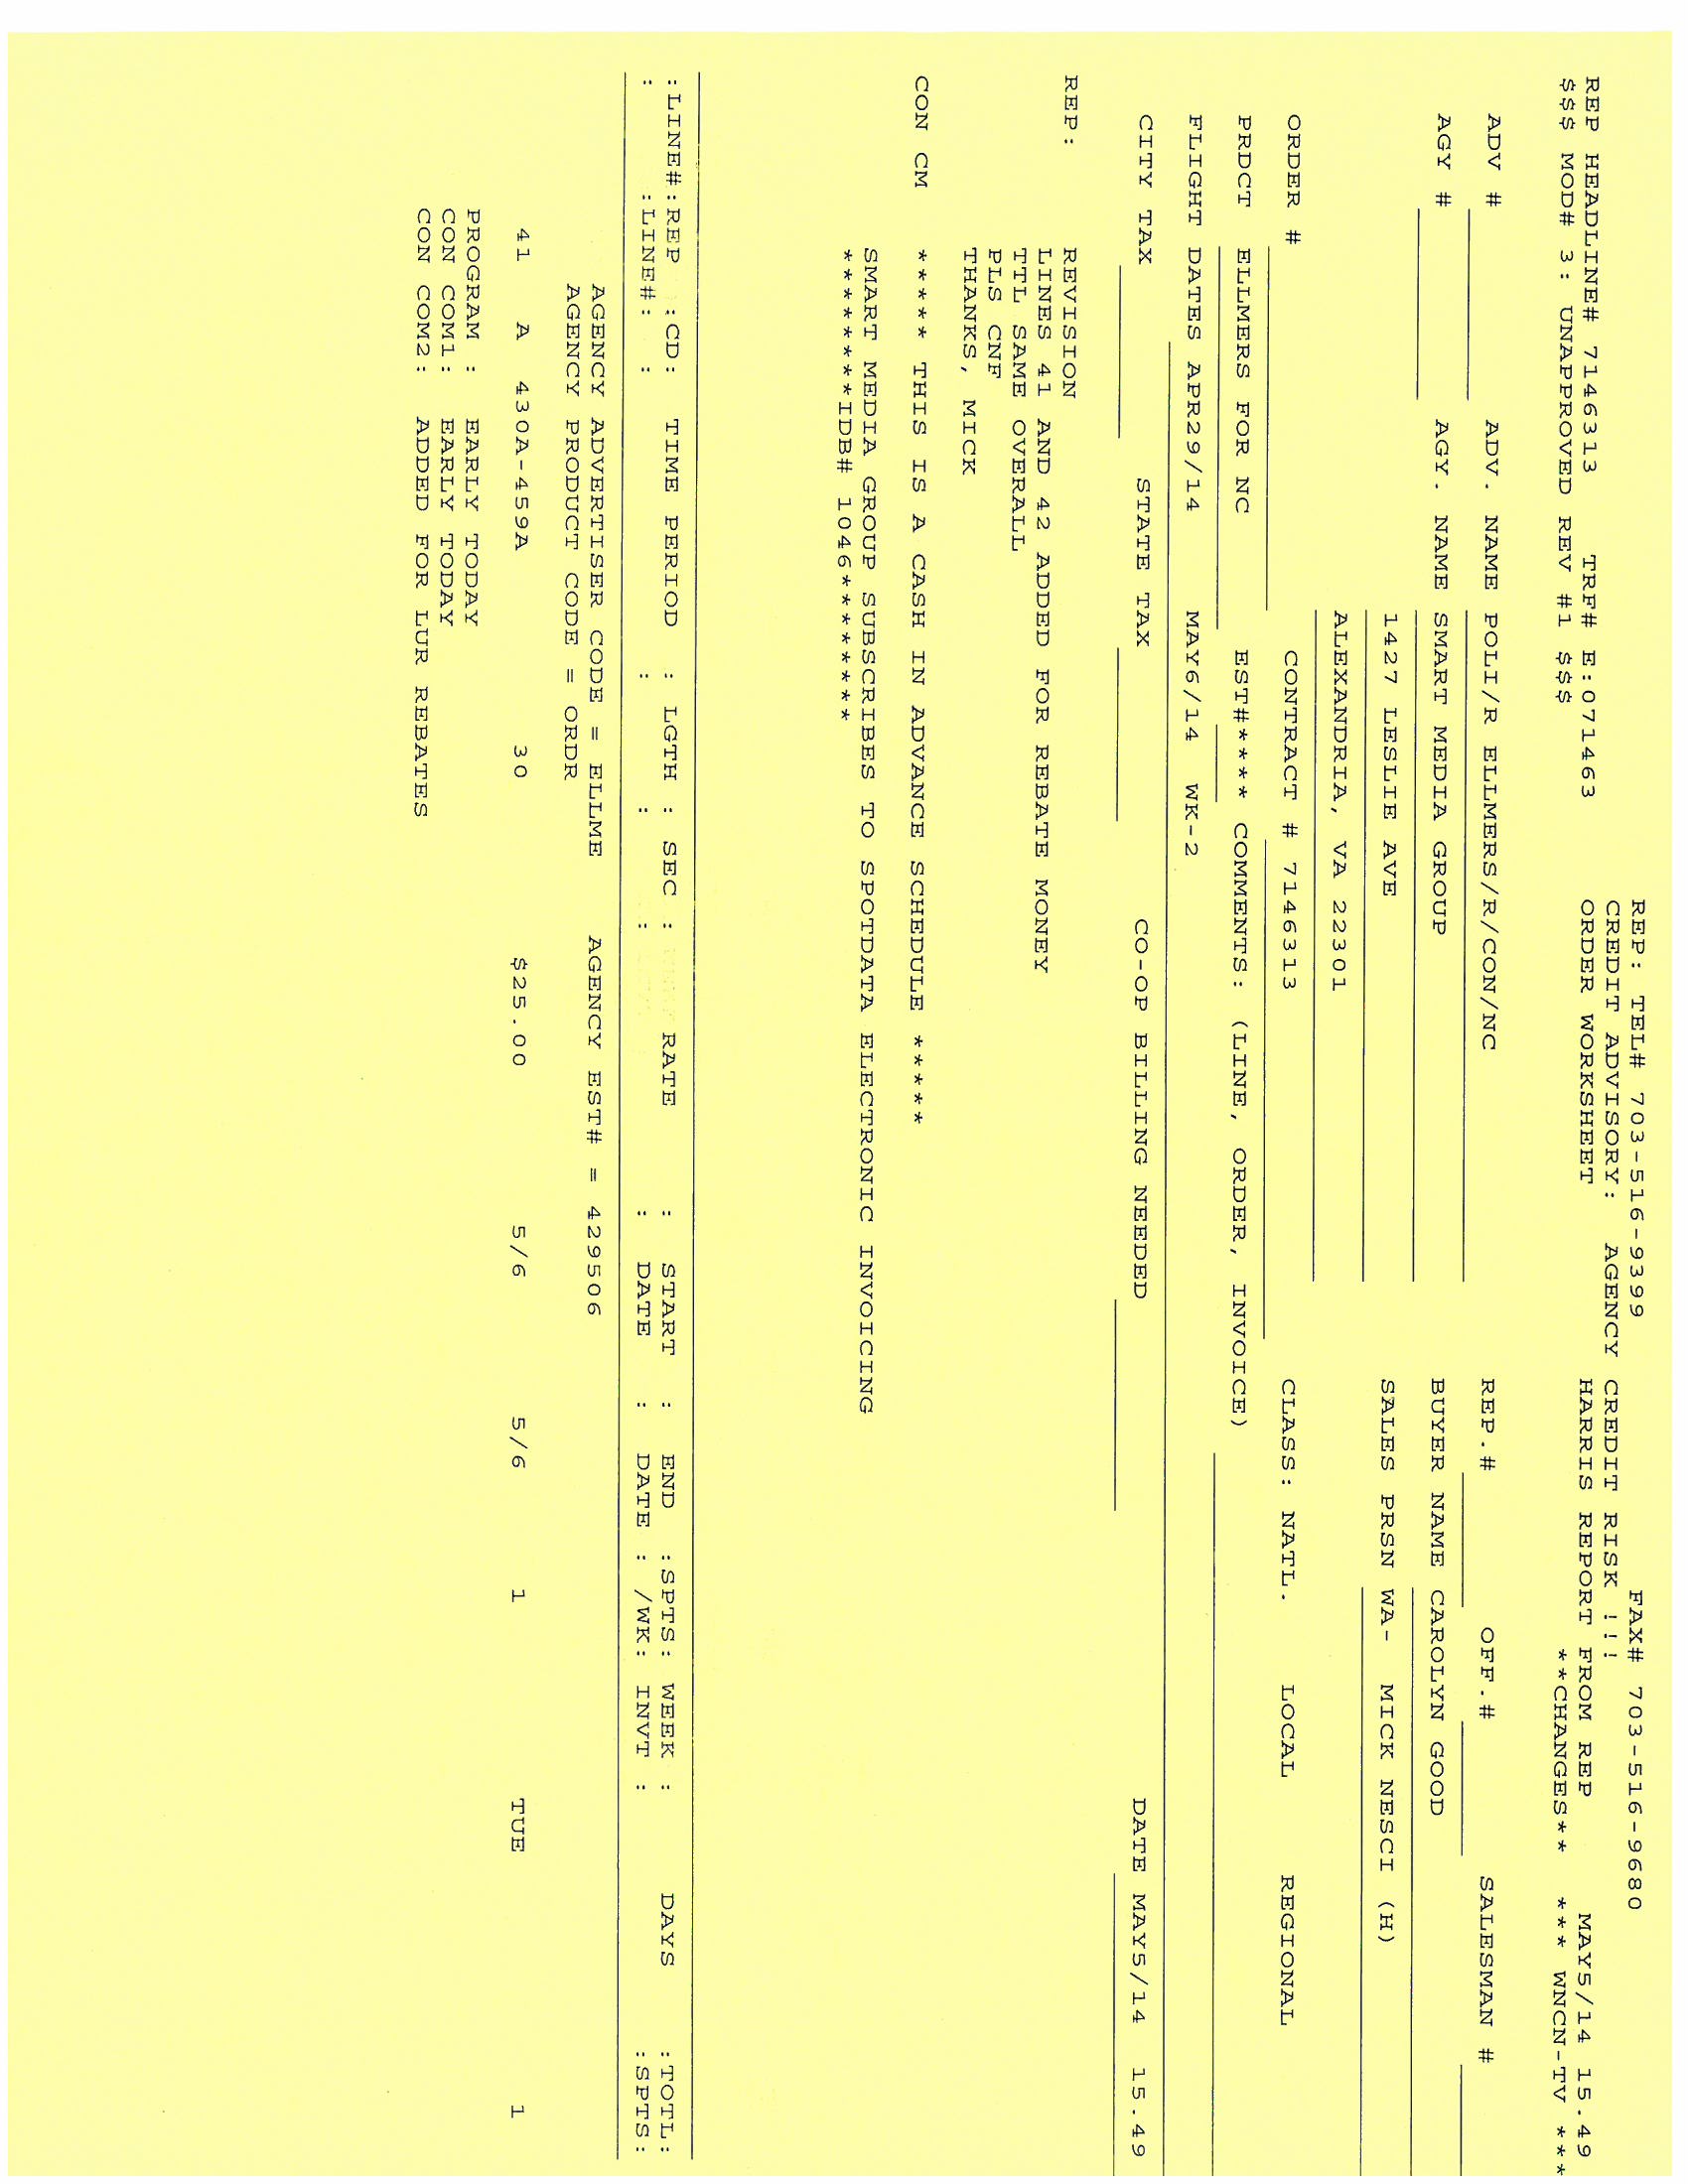 REP: TEL# 703-516-9399 FAX# 703-516-9680
CREDIT ADVISORY: AGENCY CREDIT RISK !!!
REP HEADLINE# 7146313 TRF# E:071463 ORDER WORKSHEET HARRIS REPORT FROM REP MAY5/14 15.49
$$$ MOD# 3: UNAPPROVED REV #1 $$$ **CHANGES** *** WNCN-TV ***
ADV # ADV. NAME POLI/R ELLMERS/R/CON/NC REP.# OFF.# SALESMAN #
AGY # AGY. NAME SMART MEDIA GROUP BUYER NAME CAROLYN GOOD
1427 LESLIE AVE SALES PRSN WA- MICK NESCI (H)
ALEXANDRIA, VA 22301
ORDER # CONTRACT # 7146313 CLASS: NATL. LOCAL REGIONAL
PRDCT ELLMERS FOR NC EST#**** COMMENTS: (LINE, ORDER, INVOICE)
FLIGHT DATES APR29/14 MAY6/14 WK-2
CITY TAX STATE TAX CO-OP BILLING NEEDED DATE MAY5/14 15.49
REP: REVISION
LINES 41 AND 42 ADDED FOR REBATE MONEY
TTL SAME OVERALL
PLS CNF
THANKS, MICK
CON CM ***** THIS IS A CASH IN ADVANCE SCHEDULE *****
SMART MEDIA GROUP SUBSCRIBES TO SPOTDATA ELECTRONIC INVOICING
********IDB# 1046********
:LINE#:REP :CD: TIME PERIOD : LGTH : SEC : RATE : START : END :SPTS: WEEK : DAYS :TOTL:
: :LINE#: : : : : : DATE : DATE : /WK: INVT : :SPTS:
AGENCY ADVERTISER CODE = ELLME AGENCY EST# = 429506
AGENCY PRODUCT CODE = ORDR
41 A 430A-459A 30 $25.00 5/6 5/6 1 TUE 1
PROGRAM : EARLY TODAY
CON COM1: EARLY TODAY
CON COM2: ADDED FOR LUR REBATES